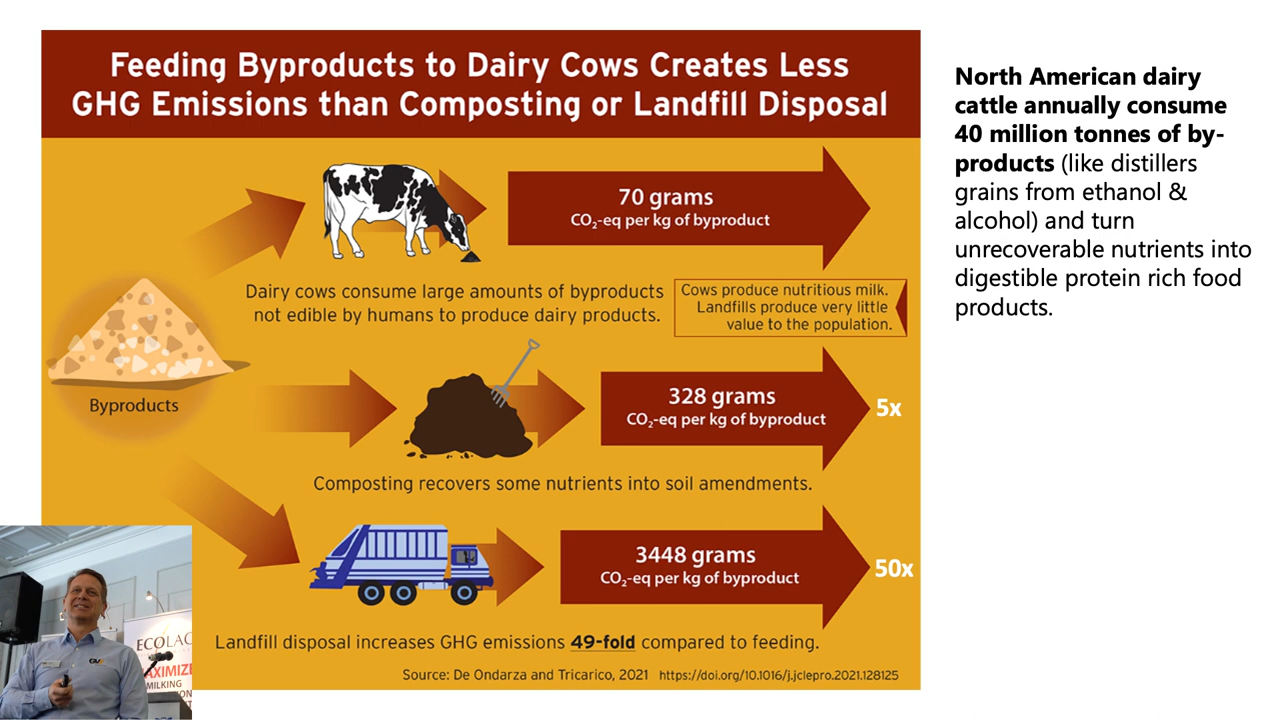 Feeding Byproducts to Dairy Cows Creates Less
GHG Emissions than Composting or Landfill Disposal
70 grams
CO₂-eq per kg of byproduct
Dairy cows consume large amounts of byproducts
not edible by humans to produce dairy products.
Cows produce nutritious milk.
Landfills produce very little
value to the population.
Byproducts
328 grams
CO₂-eq per kg of byproduct
5x
Composting recovers some nutrients into soil amendments.
3448 grams
CO₂-eq per kg of byproduct
50x
Landfill disposal increases GHG emissions 49-fold compared to feeding.
Source: De Ondarza and Tricarico, 2021 https://doi.org/10.1016/j.jclepro.2021.128125
North American dairy
cattle annually consume
40 million tonnes of by-
products (like distillers
grains from ethanol &
alcohol) and turn
unrecoverable nutrients into
digestible protein rich food
products.
ECOLAC
AXIMIZE
MILKING